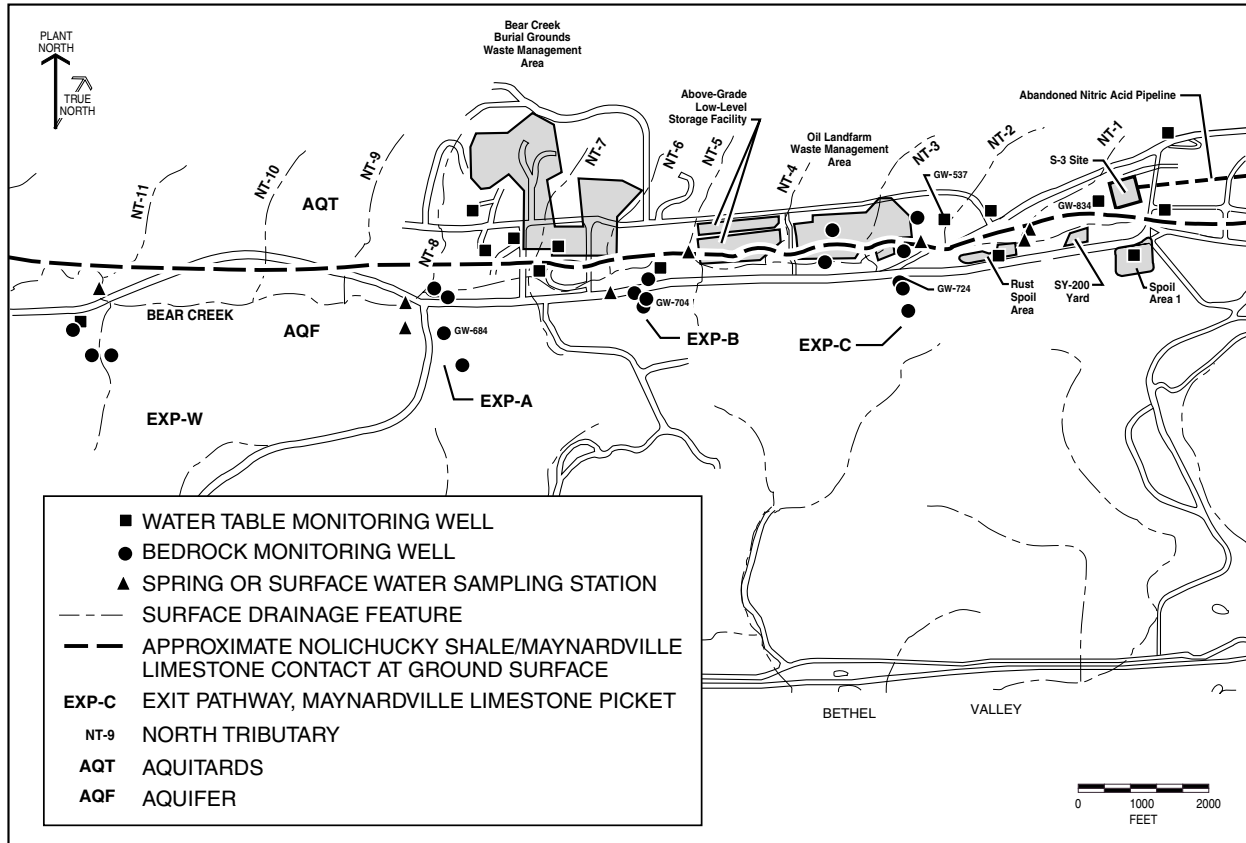 PLANT
NORTH
TRUE
NORTH
Bear Creek
Burial Grounds
Waste Management
Area
Above-Grade
Low-Level
Storage Facility
Oil Landfarm
Waste Management
Area
Abandoned Nitric Acid Pipeline
S-3 Site
NT-11
NT-10
NT-9
NT-8
NT-7
NT-6
NT-5
NT-4
NT-3
NT-2
NT-1
GW-537
GW-834
AQT
BEAR CREEK
AQF
GW-684
GW-704
GW-724
Rust
Spoil
Area
SY-200
Yard
Spoil
Area 1
EXP-W
EXP-A
EXP-B
EXP-C
WATER TABLE MONITORING WELL
BEDROCK MONITORING WELL
SPRING OR SURFACE WATER SAMPLING STATION
SURFACE DRAINAGE FEATURE
APPROXIMATE NOLICHUCKY SHALE/MAYNARDVILLE
LIMESTONE CONTACT AT GROUND SURFACE
EXP-C EXIT PATHWAY, MAYNARDVILLE LIMESTONE PICKET
NT-9 NORTH TRIBUTARY
AQT AQUITARDS
AQF AQUIFER
BETHEL VALLEY
0 1000 2000
FEET